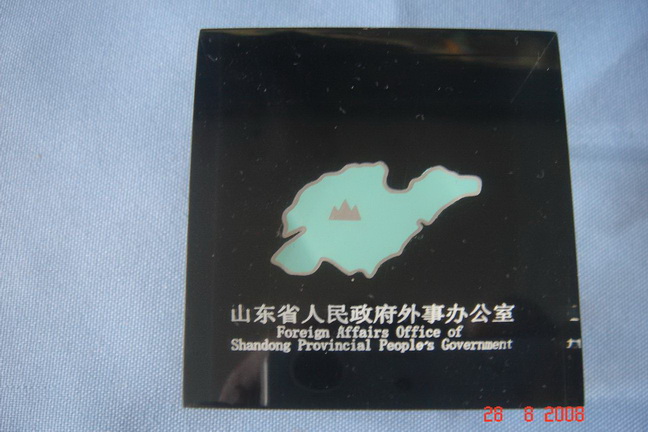 山东省人民政府外事办公室
Foreign Affairs Office of
Shandong Provincial People's Government
28 8 2008